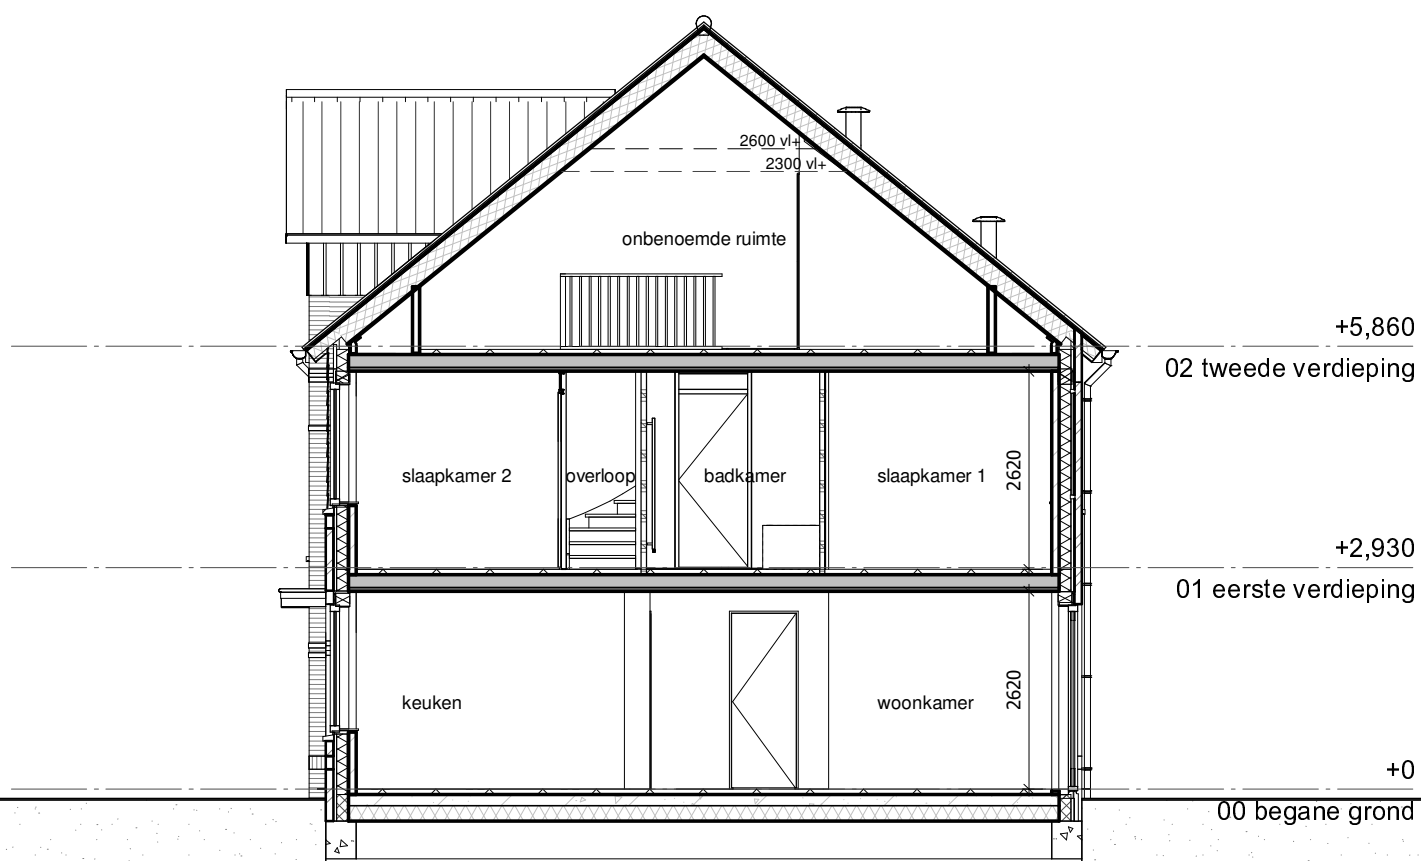 2600 vl+
2300 vl+
onbenoemde ruimte
+5,860
02 tweede verdieping
slaapkamer 2
overloop
badkamer
slaapkamer 1
2620
+2,930
01 eerste verdieping
keuken
woonkamer
2620
+0
00 begane grond